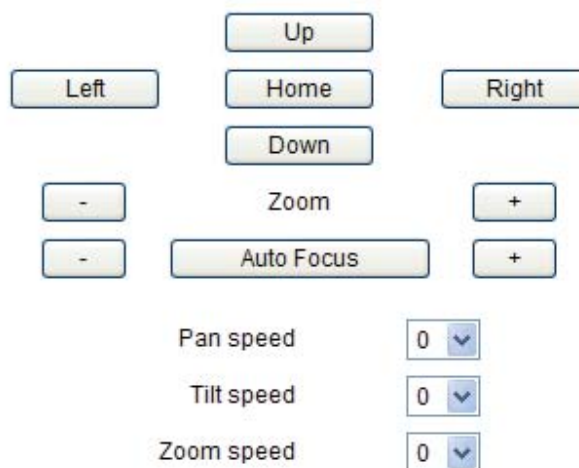 Up
Left Home Right
Down
- Zoom +
- Auto Focus +
Pan speed 0
Tilt speed 0
Zoom speed 0